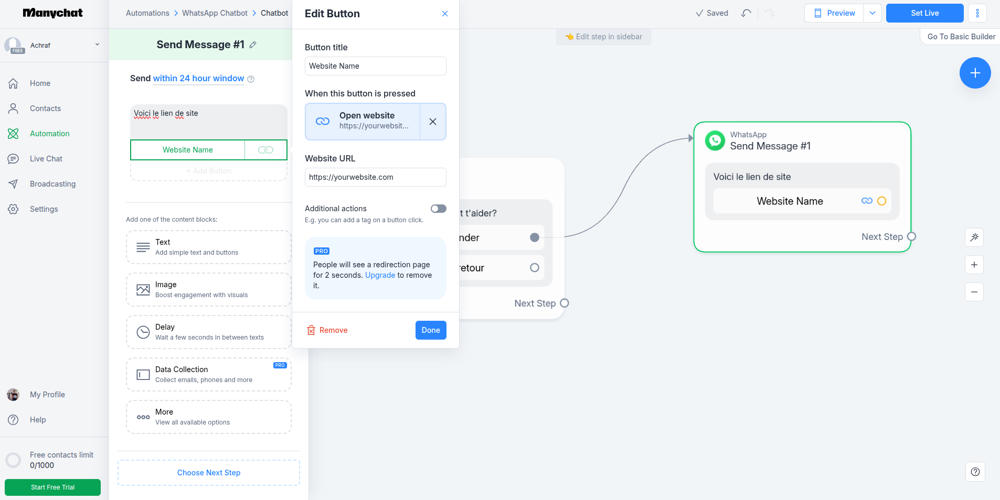 Manychat
Automations
WhatsApp Chatbot
Chatbot
Edit Button
Saved
Preview
Set Live
FREE
Achraf
Send Message #1
👈 Edit step in sidebar
Go To Basic Builder
Home
Contacts
Automation
Live Chat
Broadcasting
Settings
My Profile
Help
Free contacts limit
0/1000
Start Free Trial
Send within 24 hour window
Voici le lien de site
Website Name
+ Add Button
Add one of the content blocks:
Text
Add simple text and buttons
Image
Boost engagement with visuals
Delay
Wait a few seconds in between texts
Data Collection
PRO
Collect emails, phones and more
More
View all available options
Choose Next Step
Button title
Website Name
When this button is pressed
Open website
https://yourwebsit...
Website URL
https://yourwebsite.com
Additional actions
E.g. you can add a tag on a button click.
PRO
People will see a redirection page
for 2 seconds. Upgrade to remove
it.
Remove
Done
t t'aider?
nder
retour
Next Step
WhatsApp
Send Message #1
Voici le lien de site
Website Name
Next Step